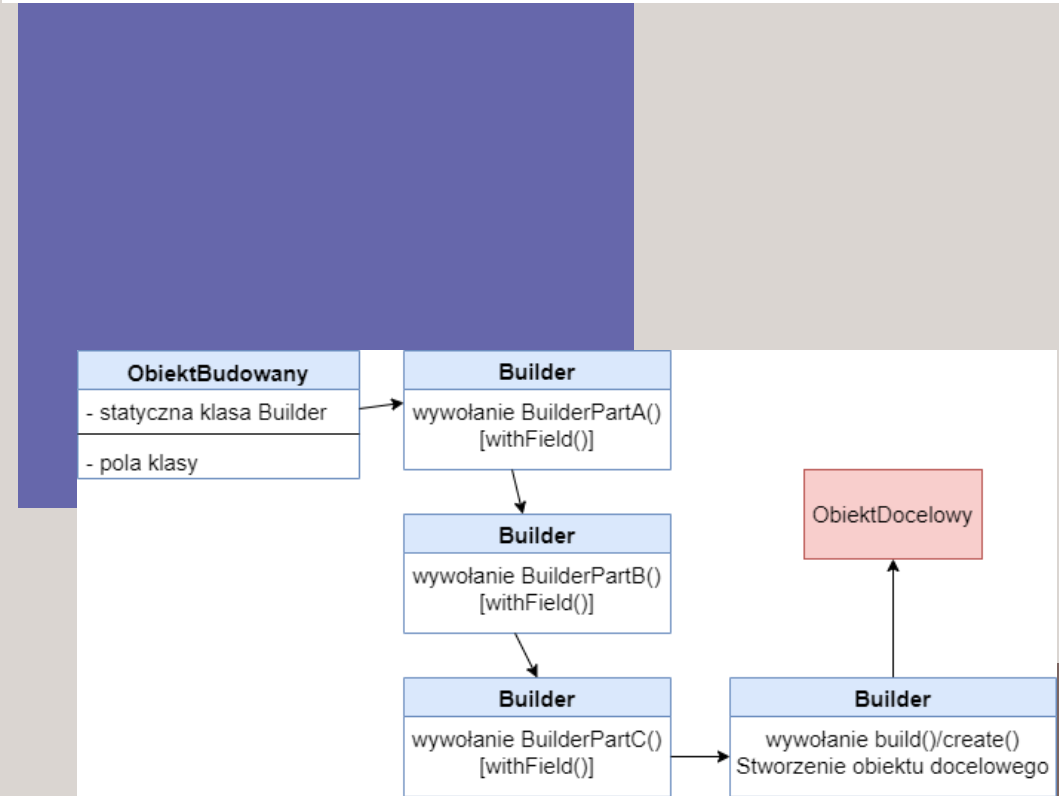 ObiektBudowany
- statyczna klasa Builder
- pola klasy
Builder
wywołanie BuilderPartA()
[withField()]
Builder
wywołanie BuilderPartB()
[withField()]
Builder
wywołanie BuilderPartC()
[withField()]
Builder
wywołanie build()/create()
Stworzenie obiektu docelowego
ObiektDocelowy